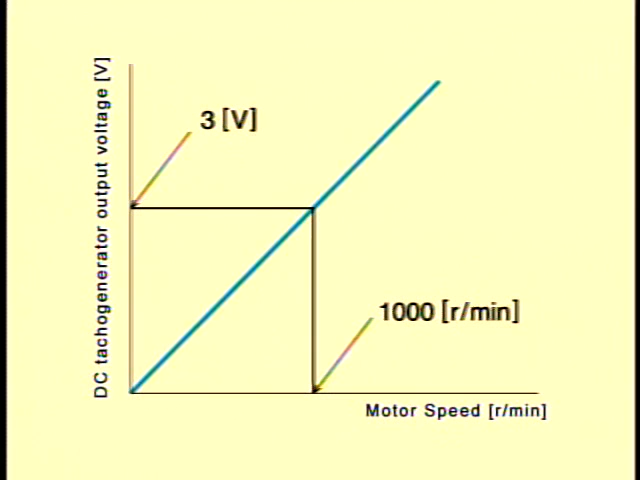 DC tachogenerator output voltage [V]
3 [V]
1000 [r/min]
Motor Speed [r/min]